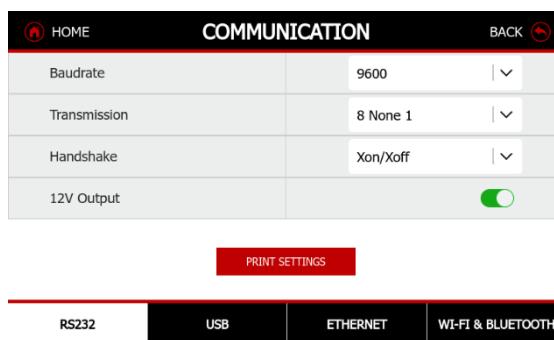 HOME COMMUNICATION BACK
Baudrate 9600
Transmission 8 None 1
Handshake Xon/Xoff
12V Output
PRINT SETTINGS
RS232 USB ETHERNET WI-FI & BLUETOOTH